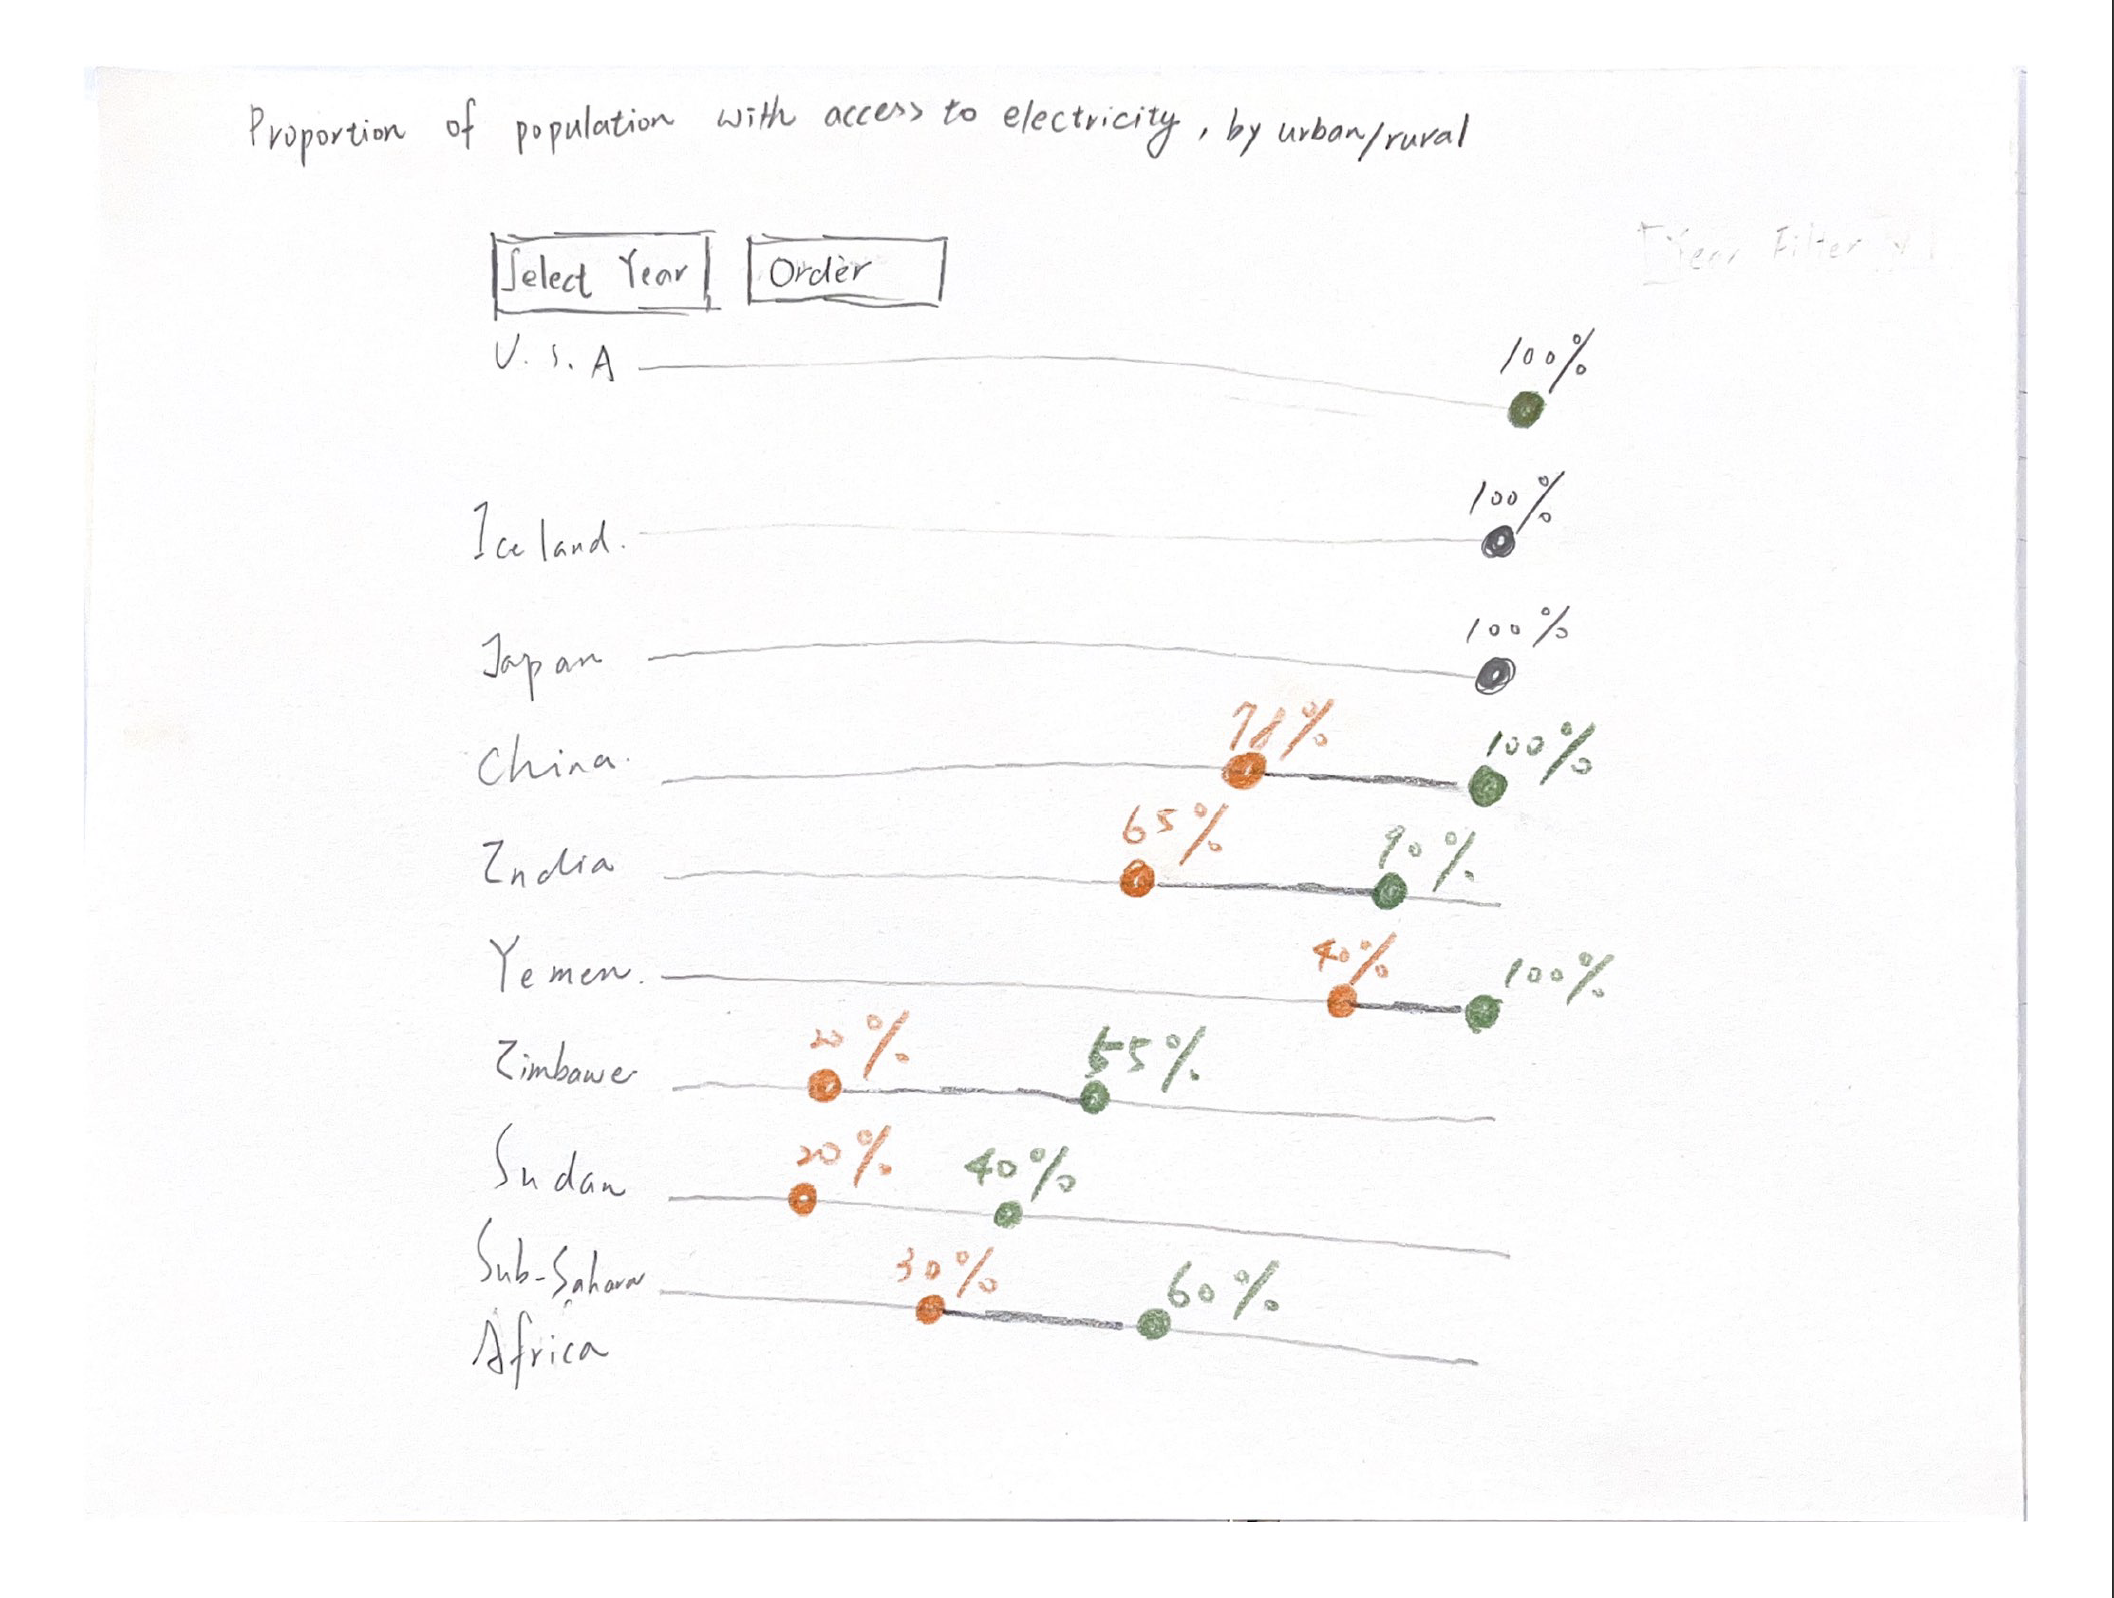 Proportion of population with access to electricity, by urban/rural
Year Filter
Select Year Order
U.S.A 100%
Iceland. 100%
Japan 100%
China. 100%
India 65% 90%
Yemen. 40% 100%
Zimbawe 20% 55%
Sudan 20% 40%
Sub-Saharar 30% 60%
Africa